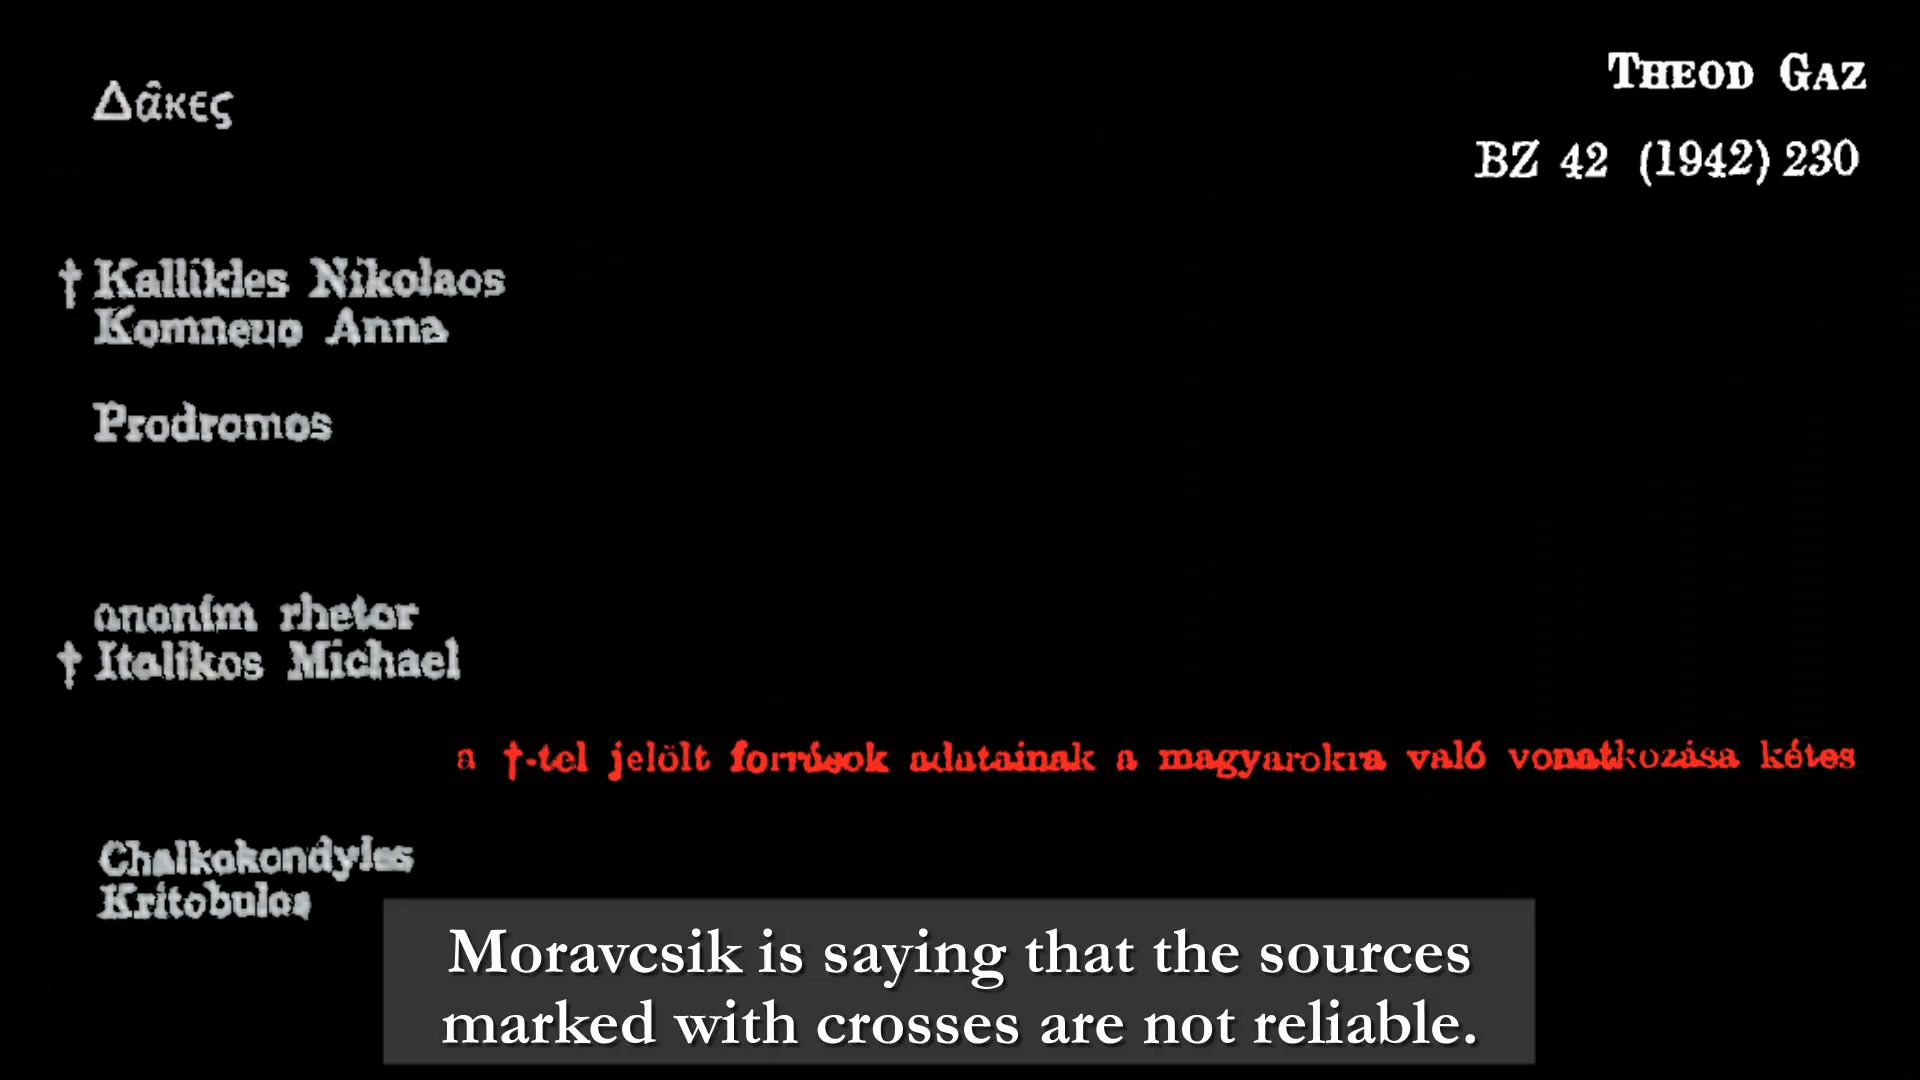 Δᾶκες
THEOD GAZ
BZ 42 (1942) 230
† Kallikles Nikolaos
Komneno Anna
Prodromos
anonim rhetor
† Italikos Michael
a †-tel jelölt források adatainak a magyarokra való vonatkozása kétes
Chalkokondyles
Kritobulos
Moravcsik is saying that the sources
marked with crosses are not reliable.